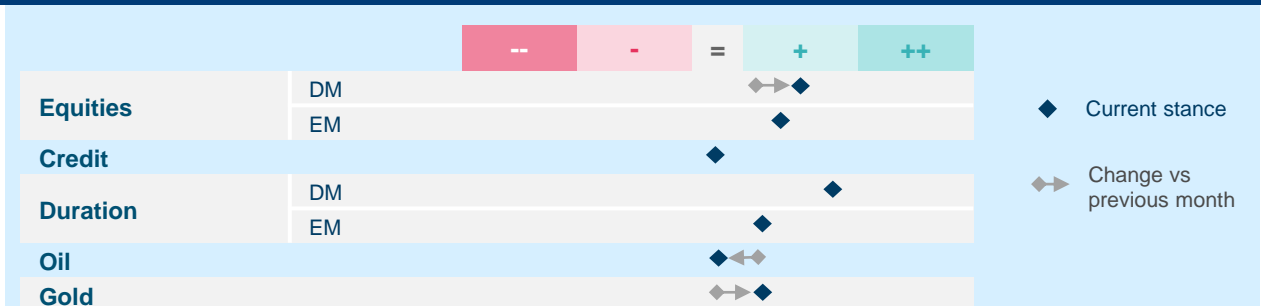 -- - = + ++
Equities
DM
EM
Credit
Duration
DM
EM
Oil
Gold
Current stance
Change vs
previous month